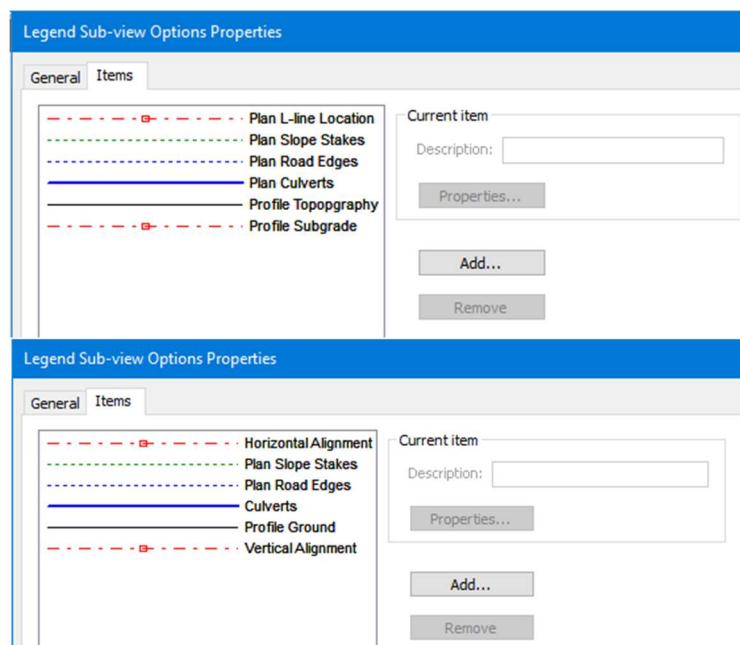 Legend Sub-view Options Properties
General Items
Plan L-line Location
Plan Slope Stakes
Plan Road Edges
Plan Culverts
Profile Topopgraphy
Profile Subgrade
Current item
Description:
Properties...
Add...
Remove
Legend Sub-view Options Properties
General Items
Horizontal Alignment
Plan Slope Stakes
Plan Road Edges
Culverts
Profile Ground
Vertical Alignment
Current item
Description:
Properties...
Add...
Remove